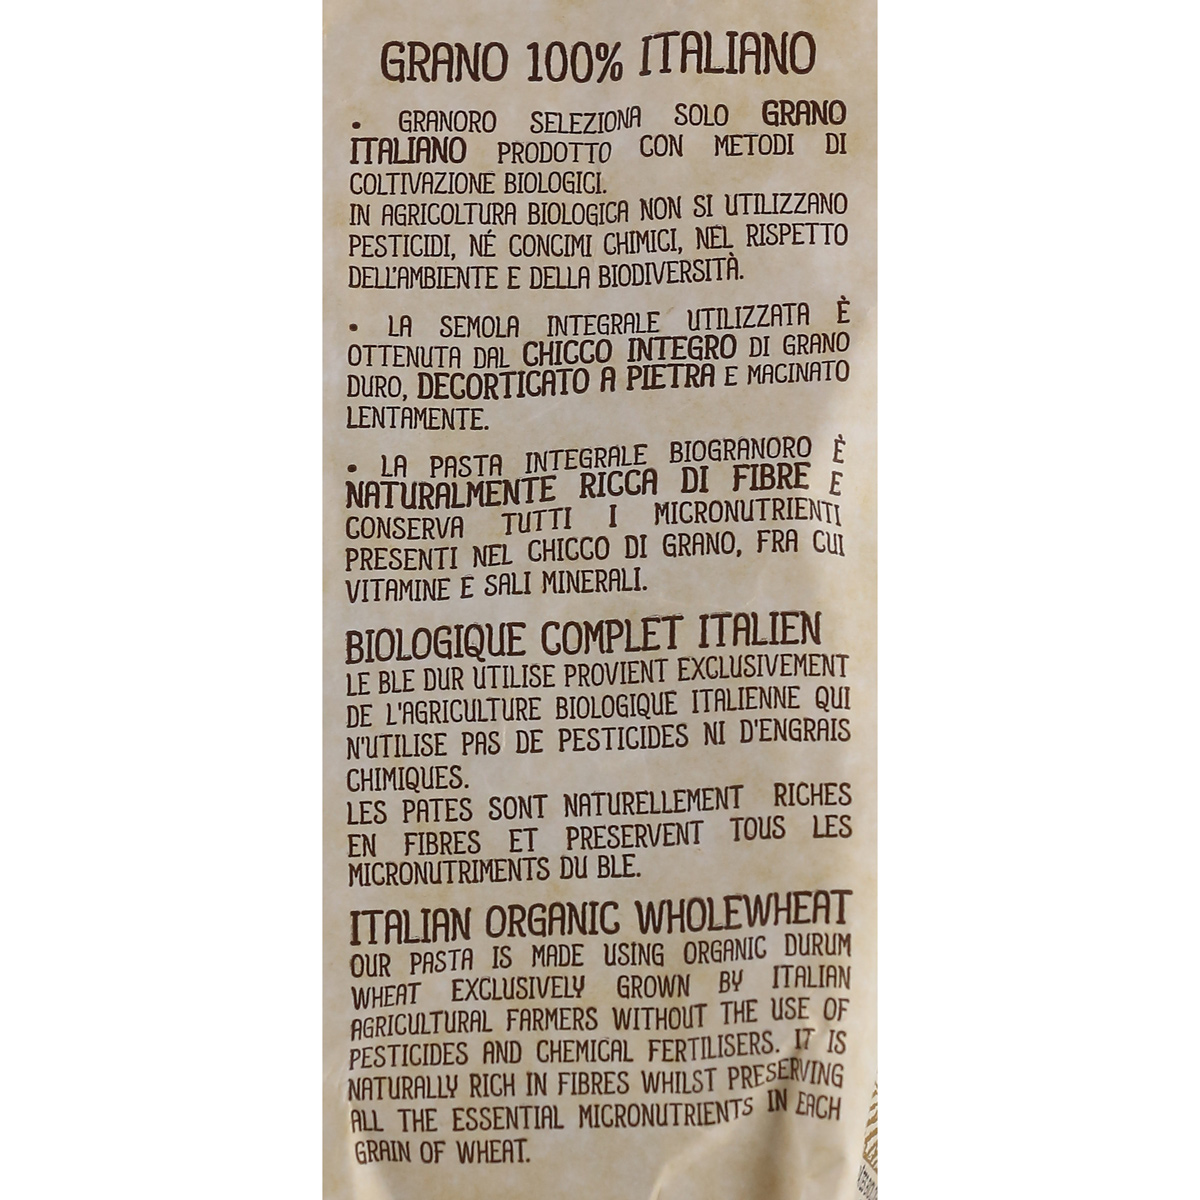 GRANO 100% ITALIANO
• GRANORO SELEZIONA SOLO GRANO
ITALIANO PRODOTTO CON METODI DI
COLTIVAZIONE BIOLOGICI.
IN AGRICOLTURA BIOLOGICA NON SI UTILIZZANO
PESTICIDI, NÉ CONCIMI CHIMICI, NEL RISPETTO
DELL'AMBIENTE E DELLA BIODIVERSITÀ.
• LA SEMOLA INTEGRALE UTILIZZATA È
OTTENUTA DAL CHICCO INTEGRO DI GRANO
DURO, DECORTICATO A PIETRA E MACINATO
LENTAMENTE.
• LA PASTA INTEGRALE BIOGRANORO È
NATURALMENTE RICCA DI FIBRE E
CONSERVA TUTTI I MICRONUTRIENTI
PRESENTI NEL CHICCO DI GRANO, FRA CUI
VITAMINE E SALI MINERALI.
BIOLOGIQUE COMPLET ITALIEN
LE BLE DUR UTILISE PROVIENT EXCLUSIVEMENT
DE L'AGRICULTURE BIOLOGIQUE ITALIENNE QUI
N'UTILISE PAS DE PESTICIDES NI D'ENGRAIS
CHIMIQUES.
LES PATES SONT NATURELLEMENT RICHES
EN FIBRES ET PRESERVENT TOUS LES
MICRONUTRIMENTS DU BLE.
ITALIAN ORGANIC WHOLEWHEAT
OUR PASTA IS MADE USING ORGANIC DURUM
WHEAT EXCLUSIVELY GROWN BY ITALIAN
AGRICULTURAL FARMERS WITHOUT THE USE OF
PESTICIDES AND CHEMICAL FERTILISERS. IT IS
NATURALLY RICH IN FIBRES WHILST PRESERVING
ALL THE ESSENTIAL MICRONUTRIENTS IN EACH
GRAIN OF WHEAT.